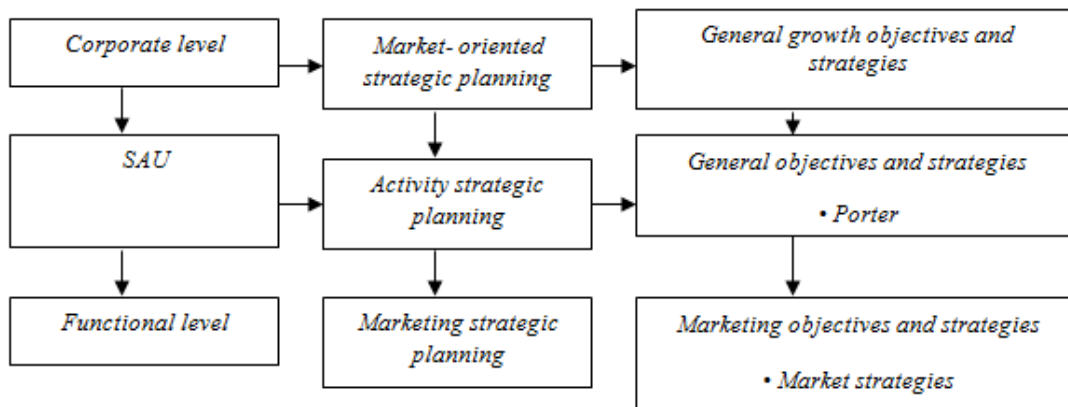 Corporate level
Market- oriented
strategic planning
General growth objectives and
strategies
SAU
Activity strategic
planning
General objectives and strategies
• Porter
Functional level
Marketing strategic
planning
Marketing objectives and strategies
• Market strategies